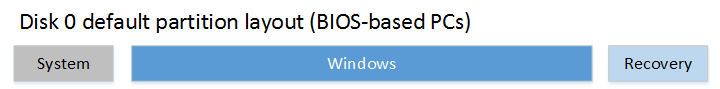 Disk 0 default partition layout (BIOS-based PCs)
System Windows Recovery